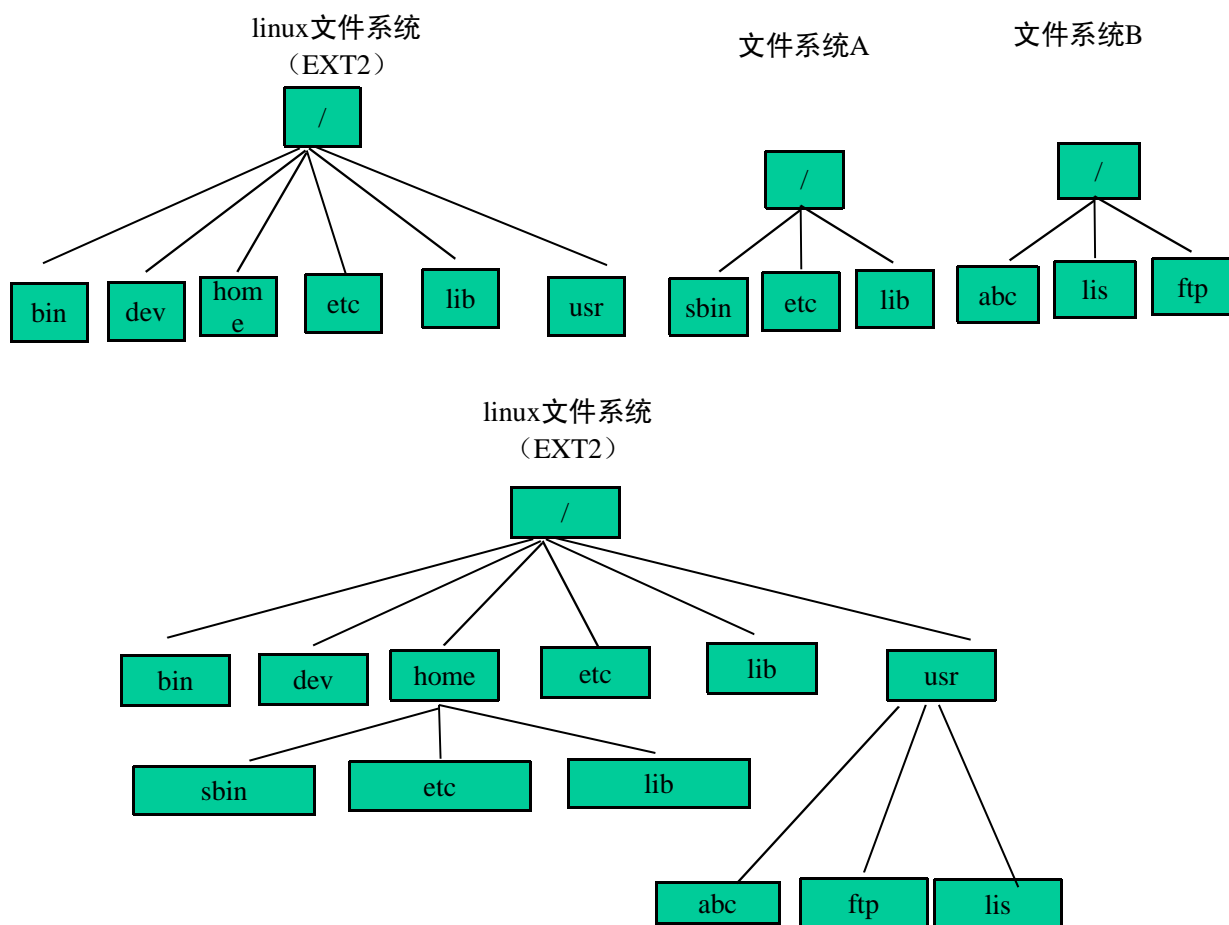 linux文件系统
（EXT2）
文件系统A
文件系统B
/
/
/
bin
dev
hom
e
etc
lib
usr
sbin
etc
lib
abc
lis
ftp
linux文件系统
（EXT2）
/
bin
dev
home
etc
lib
usr
sbin
etc
lib
abc
ftp
lis